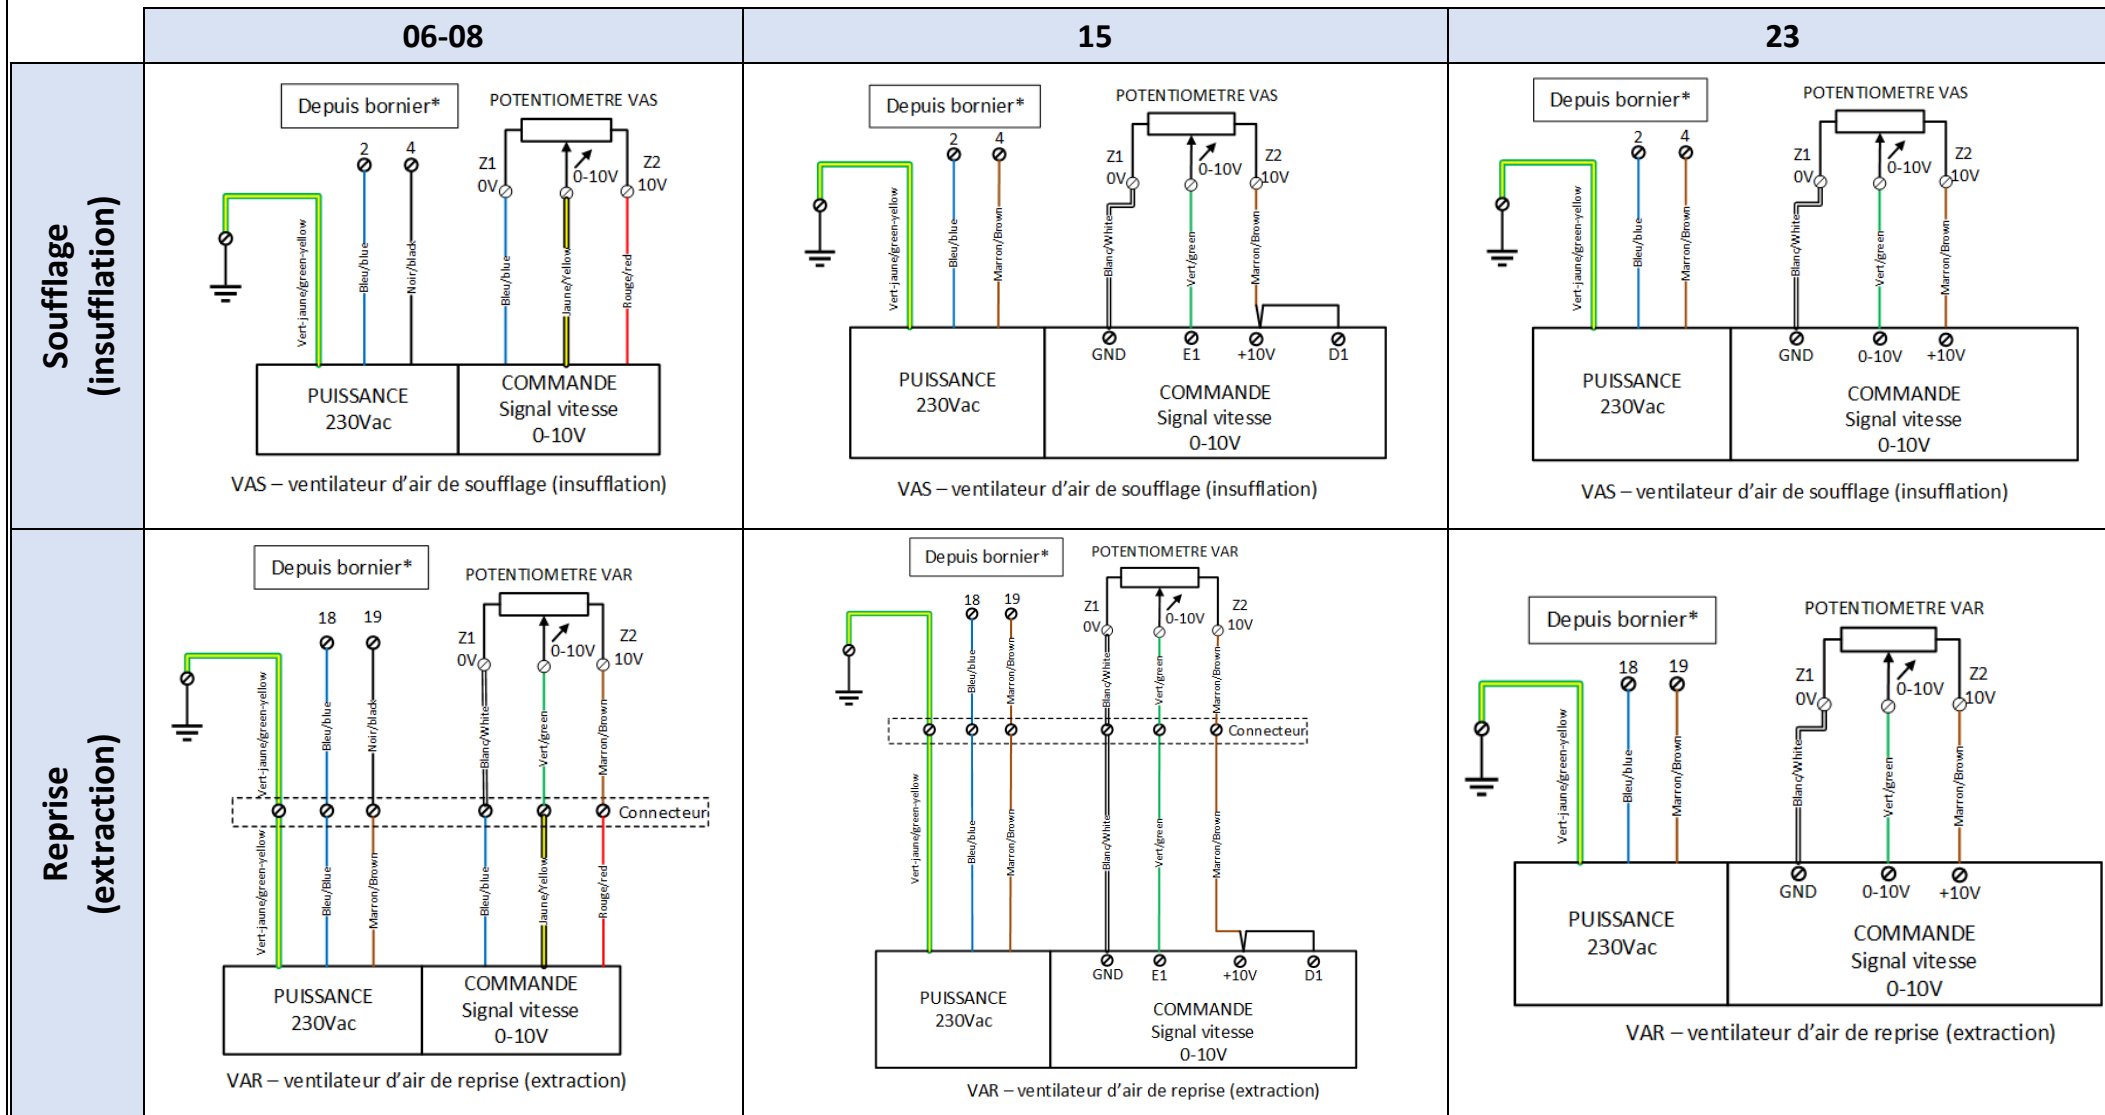 06-08
15
23
Soufflage
(insufflation)
Depuis bornier*
POTENTIOMETRE VAS
2
4
Z1
0V
0-10V
Z2
10V
Vert-jaune/green-yellow
Bleu/blue
Noir/black
Bleu/blue
Jaune/Yellow
Rouge/red
PUISSANCE
230Vac
COMMANDE
Signal vitesse
0-10V
VAS – ventilateur d'air de soufflage (insufflation)
Depuis bornier*
POTENTIOMETRE VAS
2
4
Z1
0V
0-10V
Z2
10V
Vert-jaune/green-yellow
Bleu/blue
Marron/Brown
Blanc/White
Vert/green
Marron/Brown
GND
E1
+10V
D1
PUISSANCE
230Vac
COMMANDE
Signal vitesse
0-10V
VAS – ventilateur d'air de soufflage (insufflation)
Depuis bornier*
POTENTIOMETRE VAS
2
4
Z1
0V
0-10V
Z2
10V
Vert-jaune/green-yellow
Bleu/blue
Marron/Brown
Blanc/White
Vert/green
Marron/Brown
GND
0-10V
+10V
PUISSANCE
230Vac
COMMANDE
Signal vitesse
0-10V
VAS – ventilateur d'air de soufflage (insufflation)
Reprise
(extraction)
Depuis bornier*
POTENTIOMETRE VAR
18
19
Z1
0V
0-10V
Z2
10V
Vert-jaune/green-yellow
Bleu/blue
Noir/black
Blanc/White
Vert/green
Marron/Brown
Connecteur
Vert-jaune/green-yellow
Bleu/Blue
Marron/Brown
Bleu/blue
Jaune/Yellow
Rouge/red
PUISSANCE
230Vac
COMMANDE
Signal vitesse
0-10V
VAR – ventilateur d'air de reprise (extraction)
Depuis bornier*
POTENTIOMETRE VAR
18
19
Z1
0V
0-10V
Z2
10V
Bleu/blue
Marron/Brown
Blanc/White
Vert/green
Marron/Brown
Connecteur
Vert-jaune/green-yellow
Bleu/blue
Marron/Brown
Blanc/White
Vert/green
Marron/Brown
GND
E1
+10V
D1
PUISSANCE
230Vac
COMMANDE
Signal vitesse
0-10V
VAR – ventilateur d'air de reprise (extraction)
Depuis bornier*
POTENTIOMETRE VAR
18
19
Z1
0V
0-10V
Z2
10V
Vert-jaune/green-yellow
Bleu/blue
Marron/Brown
Blanc/White
Vert/green
Marron/Brown
GND
0-10V
+10V
PUISSANCE
230Vac
COMMANDE
Signal vitesse
0-10V
VAR – ventilateur d'air de reprise (extraction)